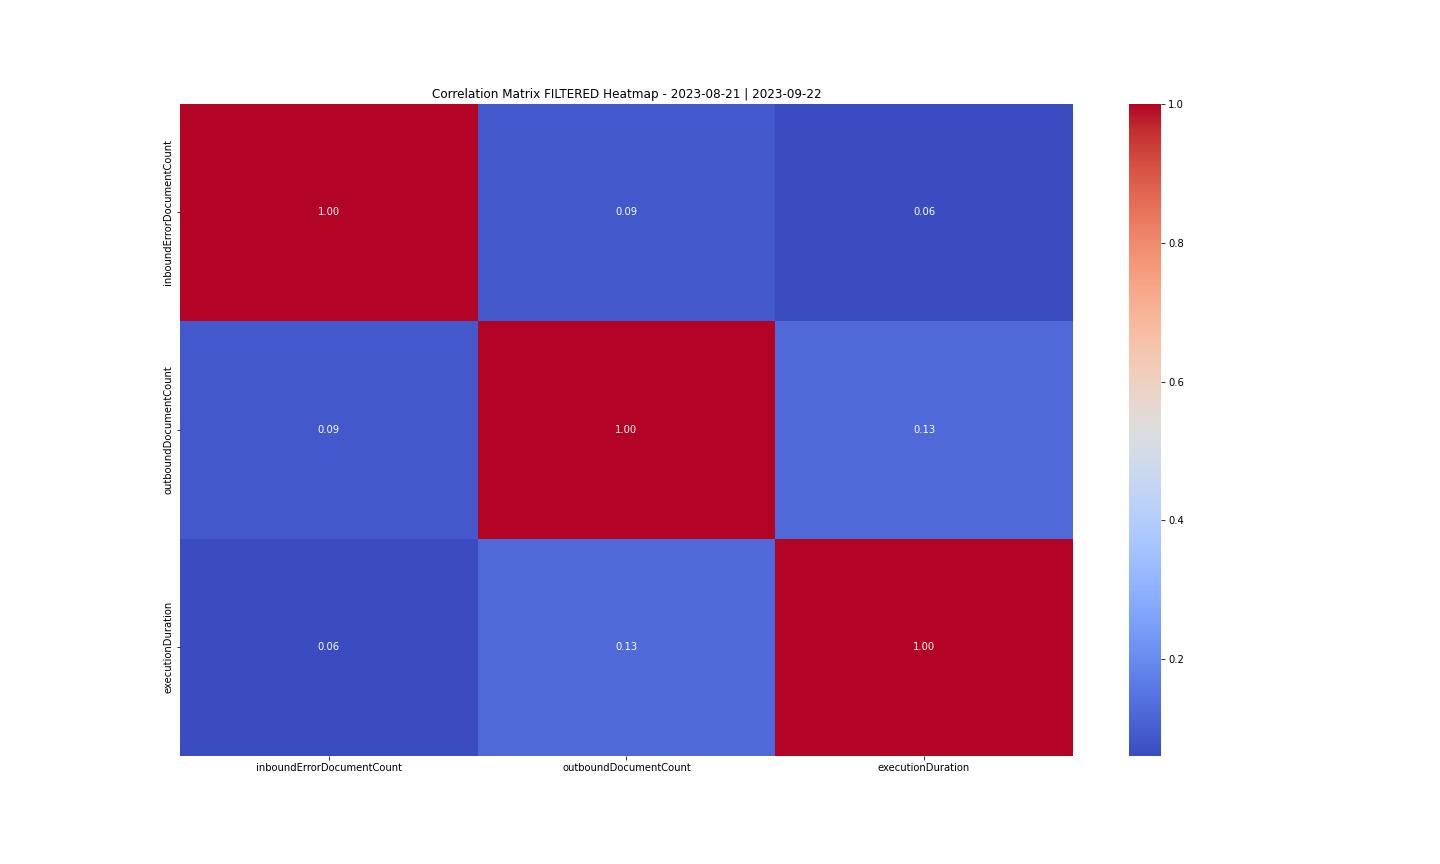 Correlation Matrix FILTERED Heatmap - 2023-08-21 | 2023-09-22
inboundErrorDocumentCount
outboundDocumentCount
executionDuration
1.00 0.09 0.06
0.09 1.00 0.13
0.06 0.13 1.00
inboundErrorDocumentCount outboundDocumentCount executionDuration
1.0
0.8
0.6
0.4
0.2